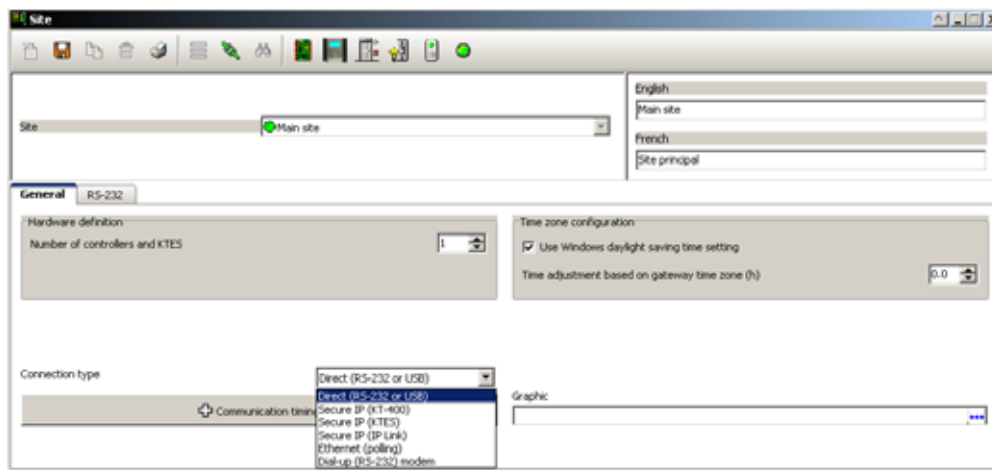 Site
English
Main site
Site
Main site
French
Site principal
General
RS-232
Hardware definition
Number of controllers and KTES
1
Time zone configuration
Use Windows daylight saving time setting
Time adjustment based on gateway time zone (h)
0.0
Connection type
Direct (RS-232 or USB)
Direct (RS-232 or USB)
Secure IP (KT-400)
Secure IP (KTES)
Secure IP (IP Link)
Ethernet (polling)
Dial-up (RS-232) modem
Communication timin
Graphic